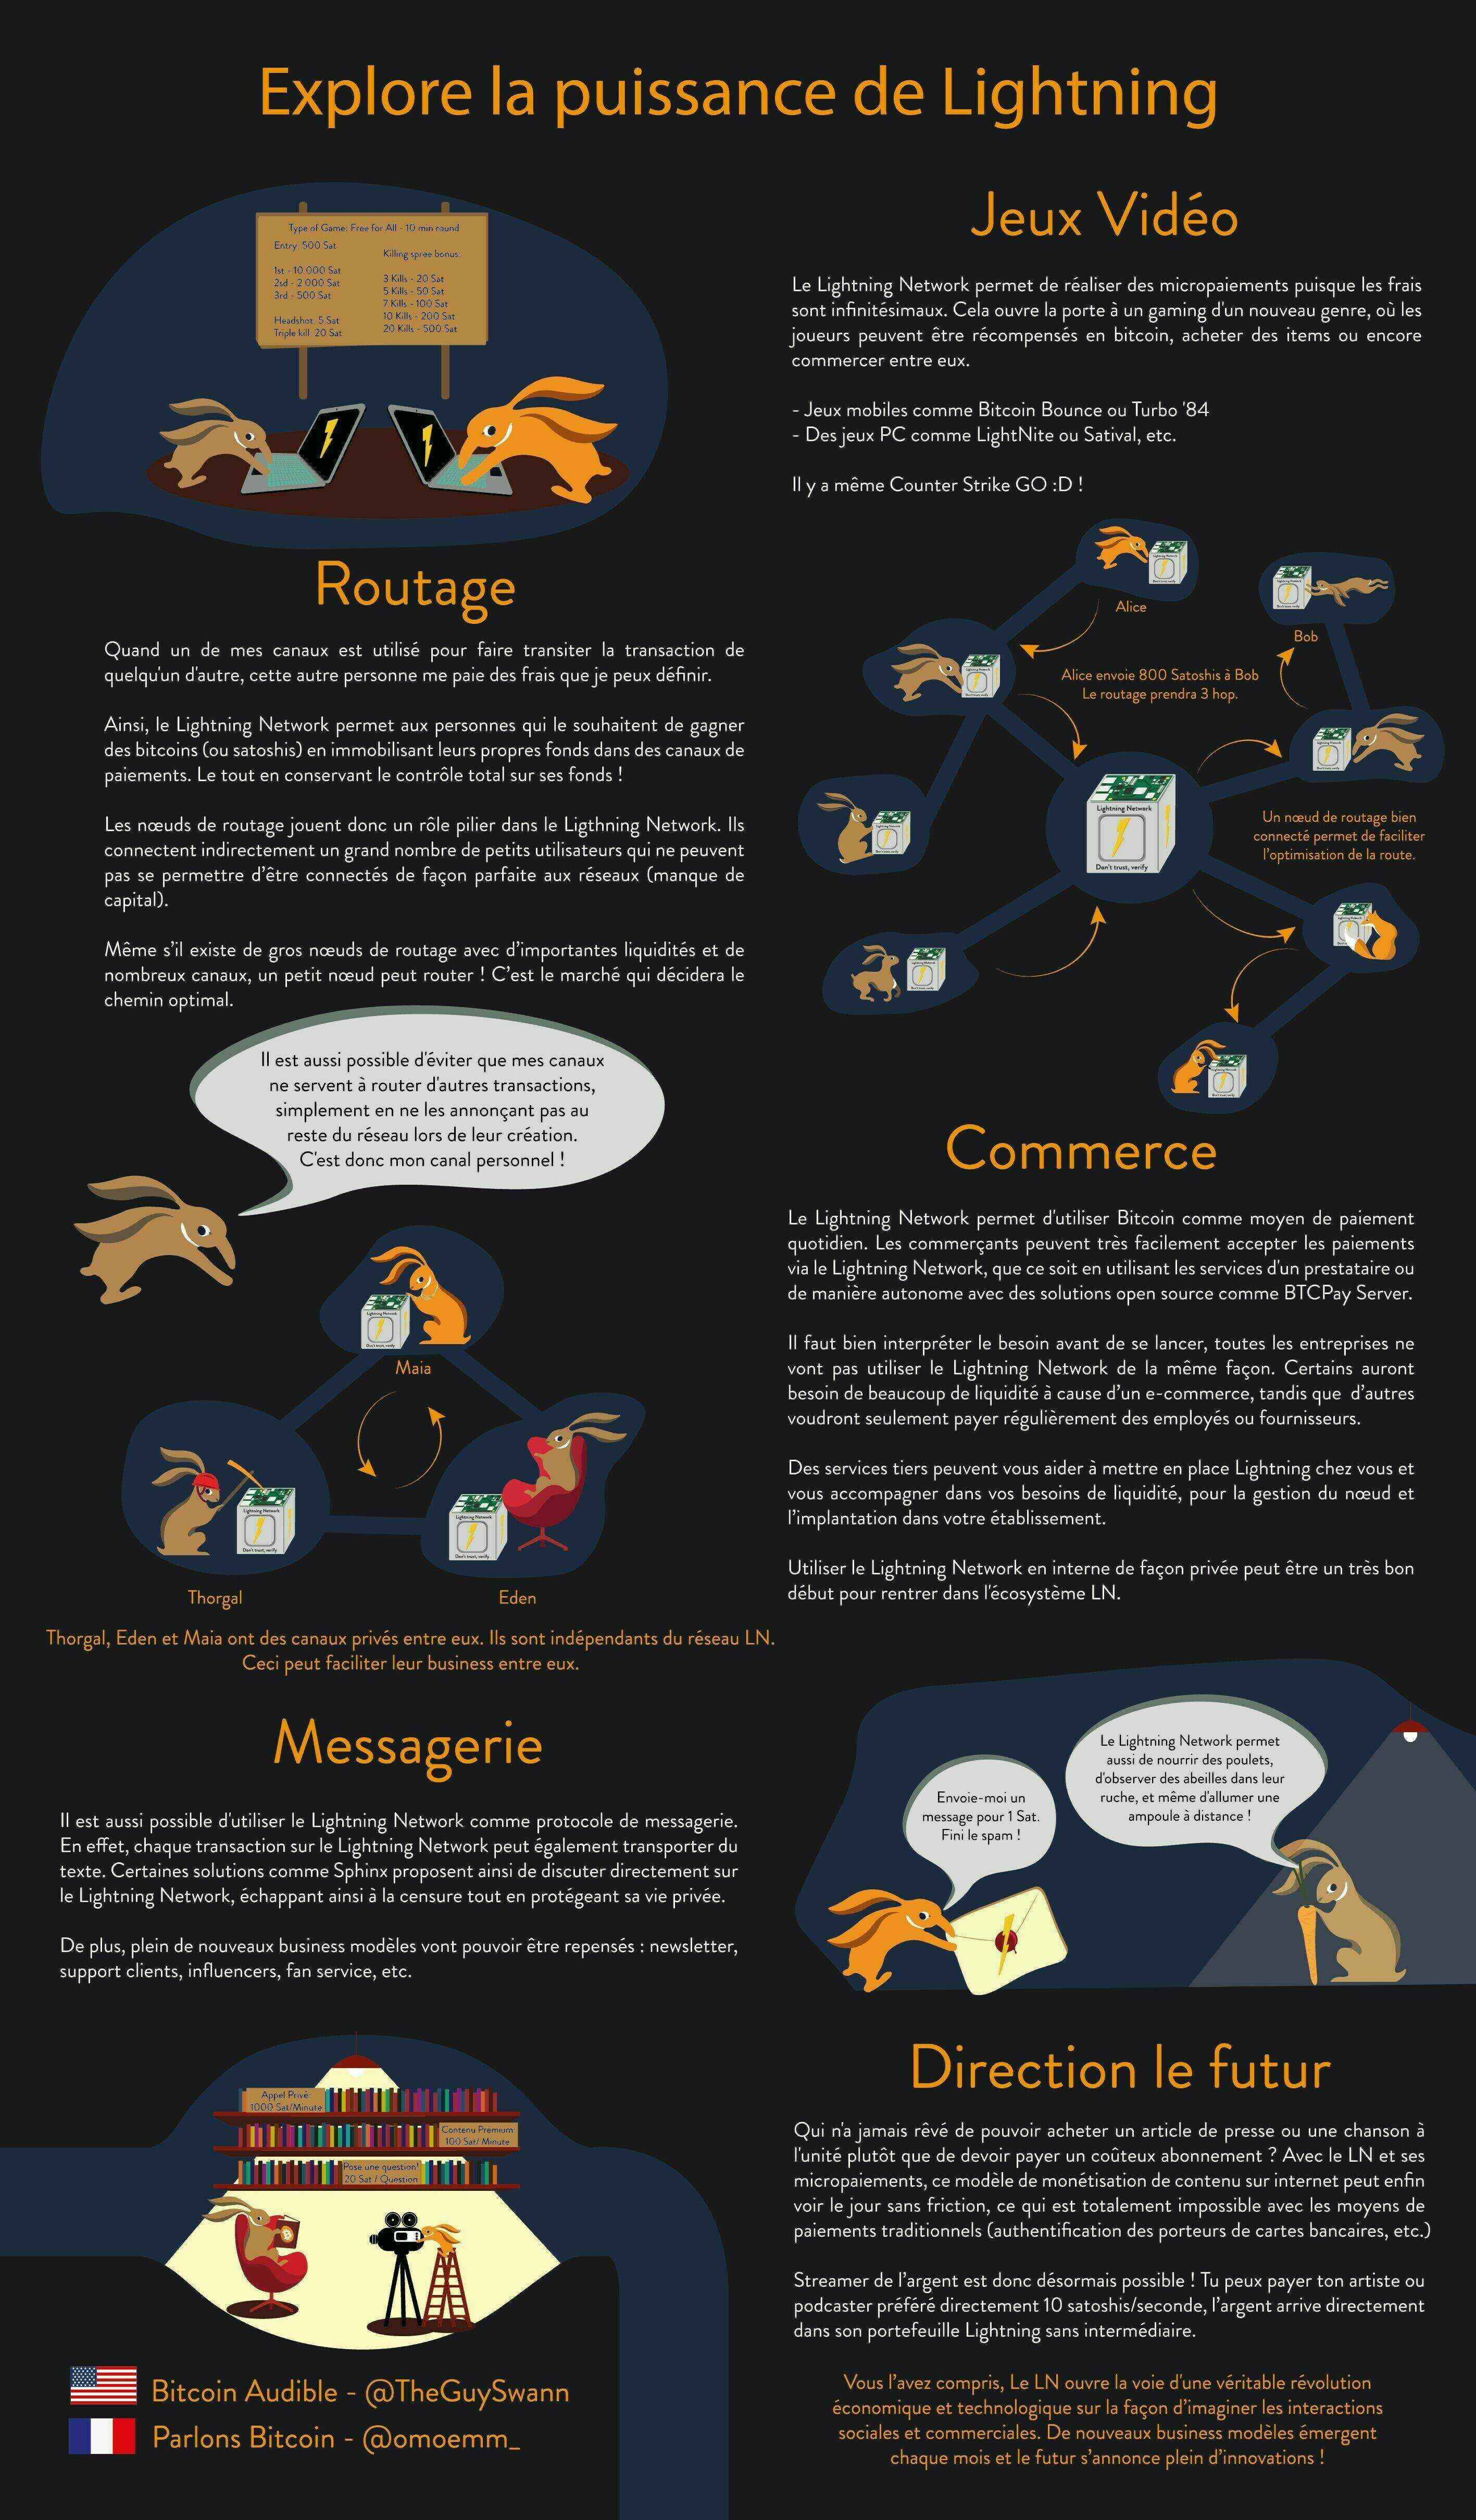 Explore la puissance de Lightning
Type of Game: Free for All - 10 min round
Entry: 500 Sat
1st - 10 000 Sat
2sd - 2 000 Sat
3rd - 500 Sat
Headshot: 5 Sat
Triple kill: 20 Sat
Killing spree bonus:
3 Kills - 20 Sat
5 Kills - 50 Sat
7 Kills - 100 Sat
10 Kills - 200 Sat
20 Kills - 500 Sat
Jeux Vidéo
Le Lightning Network permet de réaliser des micropaiements puisque les frais
sont infinitésimaux. Cela ouvre la porte à un gaming d'un nouveau genre, où les
joueurs peuvent être récompensés en bitcoin, acheter des items ou encore
commercer entre eux.
- Jeux mobiles comme Bitcoin Bounce ou Turbo '84
- Des jeux PC comme LightNite ou Satival, etc.
Il y a même Counter Strike GO :D !
Routage
Quand un de mes canaux est utilisé pour faire transiter la transaction de
quelqu'un d'autre, cette autre personne me paie des frais que je peux définir.
Ainsi, le Lightning Network permet aux personnes qui le souhaitent de gagner
des bitcoins (ou satoshis) en immobilisant leurs propres fonds dans des canaux de
paiements. Le tout en conservant le contrôle total sur ses fonds !
Les nœuds de routage jouent donc un rôle pilier dans le Ligthning Network. Ils
connectent indirectement un grand nombre de petits utilisateurs qui ne peuvent
pas se permettre d’être connectés de façon parfaite aux réseaux (manque de
capital).
Même s’il existe de gros nœuds de routage avec d’importantes liquidités et de
nombreux canaux, un petit nœud peut router ! C’est le marché qui décidera le
chemin optimal.
Alice
Bob
Alice envoie 800 Satoshis à Bob
Le routage prendra 3 hop.
Lightning Network
Don't trust, verify
Un nœud de routage bien
connecté permet de faciliter
l’optimisation de la route.
Il est aussi possible d'éviter que mes canaux
ne servent à router d'autres transactions,
simplement en ne les annonçant pas au
reste du réseau lors de leur création.
C'est donc mon canal personnel !
Lightning Network
Don't trust, verify
Maia
Lightning Network
Don't trust, verify
Lightning Network
Don't trust, verify
Thorgal
Eden
Thorgal, Eden et Maia ont des canaux privés entre eux. Ils sont indépendants du réseau LN.
Ceci peut faciliter leur business entre eux.
Commerce
Le Lightning Network permet d'utiliser Bitcoin comme moyen de paiement
quotidien. Les commerçants peuvent très facilement accepter les paiements
via le Lightning Network, que ce soit en utilisant les services d'un prestataire ou
de manière autonome avec des solutions open source comme BTCPay Server.
Il faut bien interpréter le besoin avant de se lancer, toutes les entreprises ne
vont pas utiliser le Lightning Network de la même façon. Certains auront
besoin de beaucoup de liquidité à cause d’un e-commerce, tandis que d’autres
voudront seulement payer régulièrement des employés ou fournisseurs.
Des services tiers peuvent vous aider à mettre en place Lightning chez vous et
vous accompagner dans vos besoins de liquidité, pour la gestion du nœud et
l’implantation dans votre établissement.
Utiliser le Lightning Network en interne de façon privée peut être un très bon
début pour rentrer dans l'écosystème LN.
Messagerie
Il est aussi possible d'utiliser le Lightning Network comme protocole de messagerie.
En effet, chaque transaction sur le Lightning Network peut également transporter du
texte. Certaines solutions comme Sphinx proposent ainsi de discuter directement sur
le Lightning Network, échappant ainsi à la censure tout en protégeant sa vie privée.
De plus, plein de nouveaux business modèles vont pouvoir être repensés : newsletter,
support clients, influencers, fan service, etc.
Envoie-moi un
message pour 1 Sat.
Fini le spam !
Le Lightning Network permet
aussi de nourrir des poulets,
d'observer des abeilles dans leur
ruche, et même d'allumer une
ampoule à distance !
Appel Privé:
1000 Sat/Minute
Contenu Premium:
100 Sat/ Minute
Pose une question!
20 Sat / Question
Direction le futur
Qui n'a jamais rêvé de pouvoir acheter un article de presse ou une chanson à
l'unité plutôt que de devoir payer un coûteux abonnement ? Avec le LN et ses
micropaiements, ce modèle de monétisation de contenu sur internet peut enfin
voir le jour sans friction, ce qui est totalement impossible avec les moyens de
paiements traditionnels (authentification des porteurs de cartes bancaires, etc.)
Streamer de l’argent est donc désormais possible ! Tu peux payer ton artiste ou
podcaster préféré directement 10 satoshis/seconde, l’argent arrive directement
dans son portefeuille Lightning sans intermédiaire.
Vous l’avez compris, Le LN ouvre la voie d'une véritable révolution
économique et technologique sur la façon d’imaginer les interactions
sociales et commerciales. De nouveaux business modèles émergent
chaque mois et le futur s’annonce plein d’innovations !
Bitcoin Audible - @TheGuySwann
Parlons Bitcoin - @omoemm_